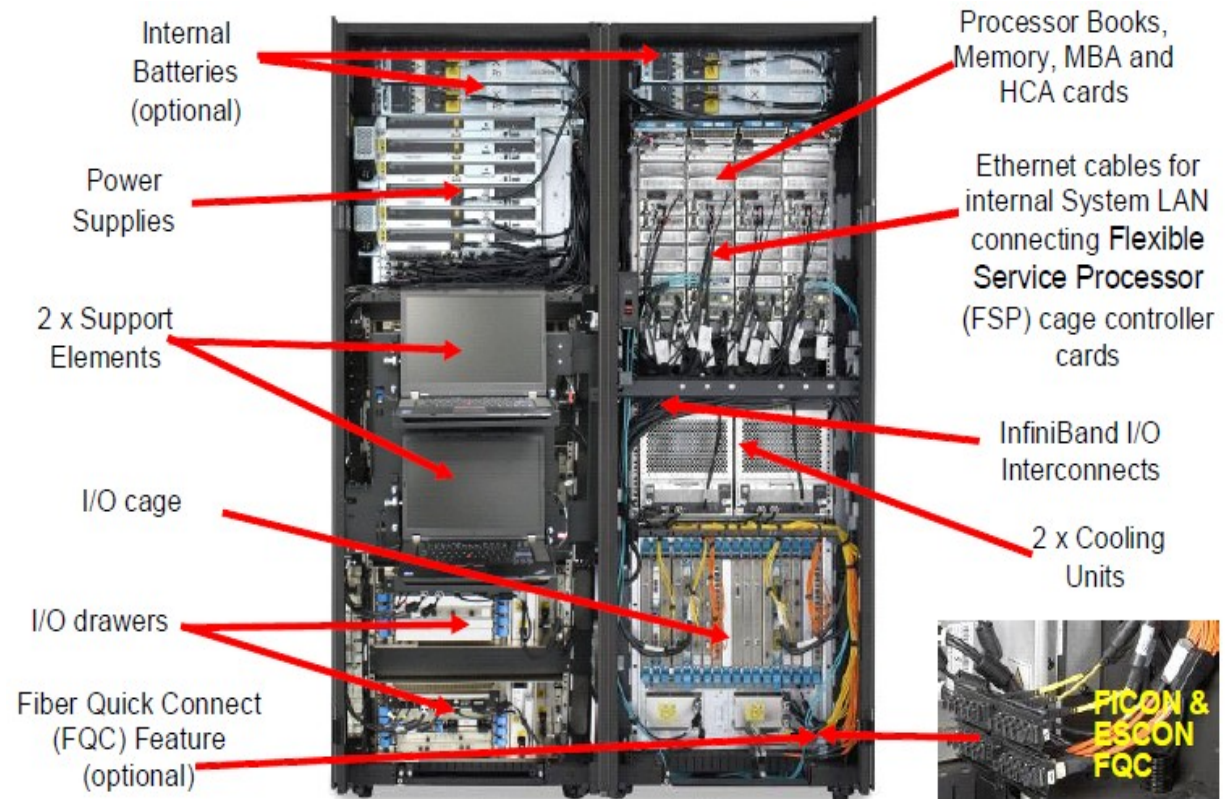 Internal
Batteries
(optional)
Power
Supplies
2 x Support
Elements
I/O cage
I/O drawers
Fiber Quick Connect
(FQC) Feature
(optional)
Processor Books,
Memory, MBA and
HCA cards
Ethernet cables for
internal System LAN
connecting Flexible
Service Processor
(FSP) cage controller
cards
InfiniBand I/O
Interconnects
2 x Cooling
Units
FICON &
ESCON
FQC